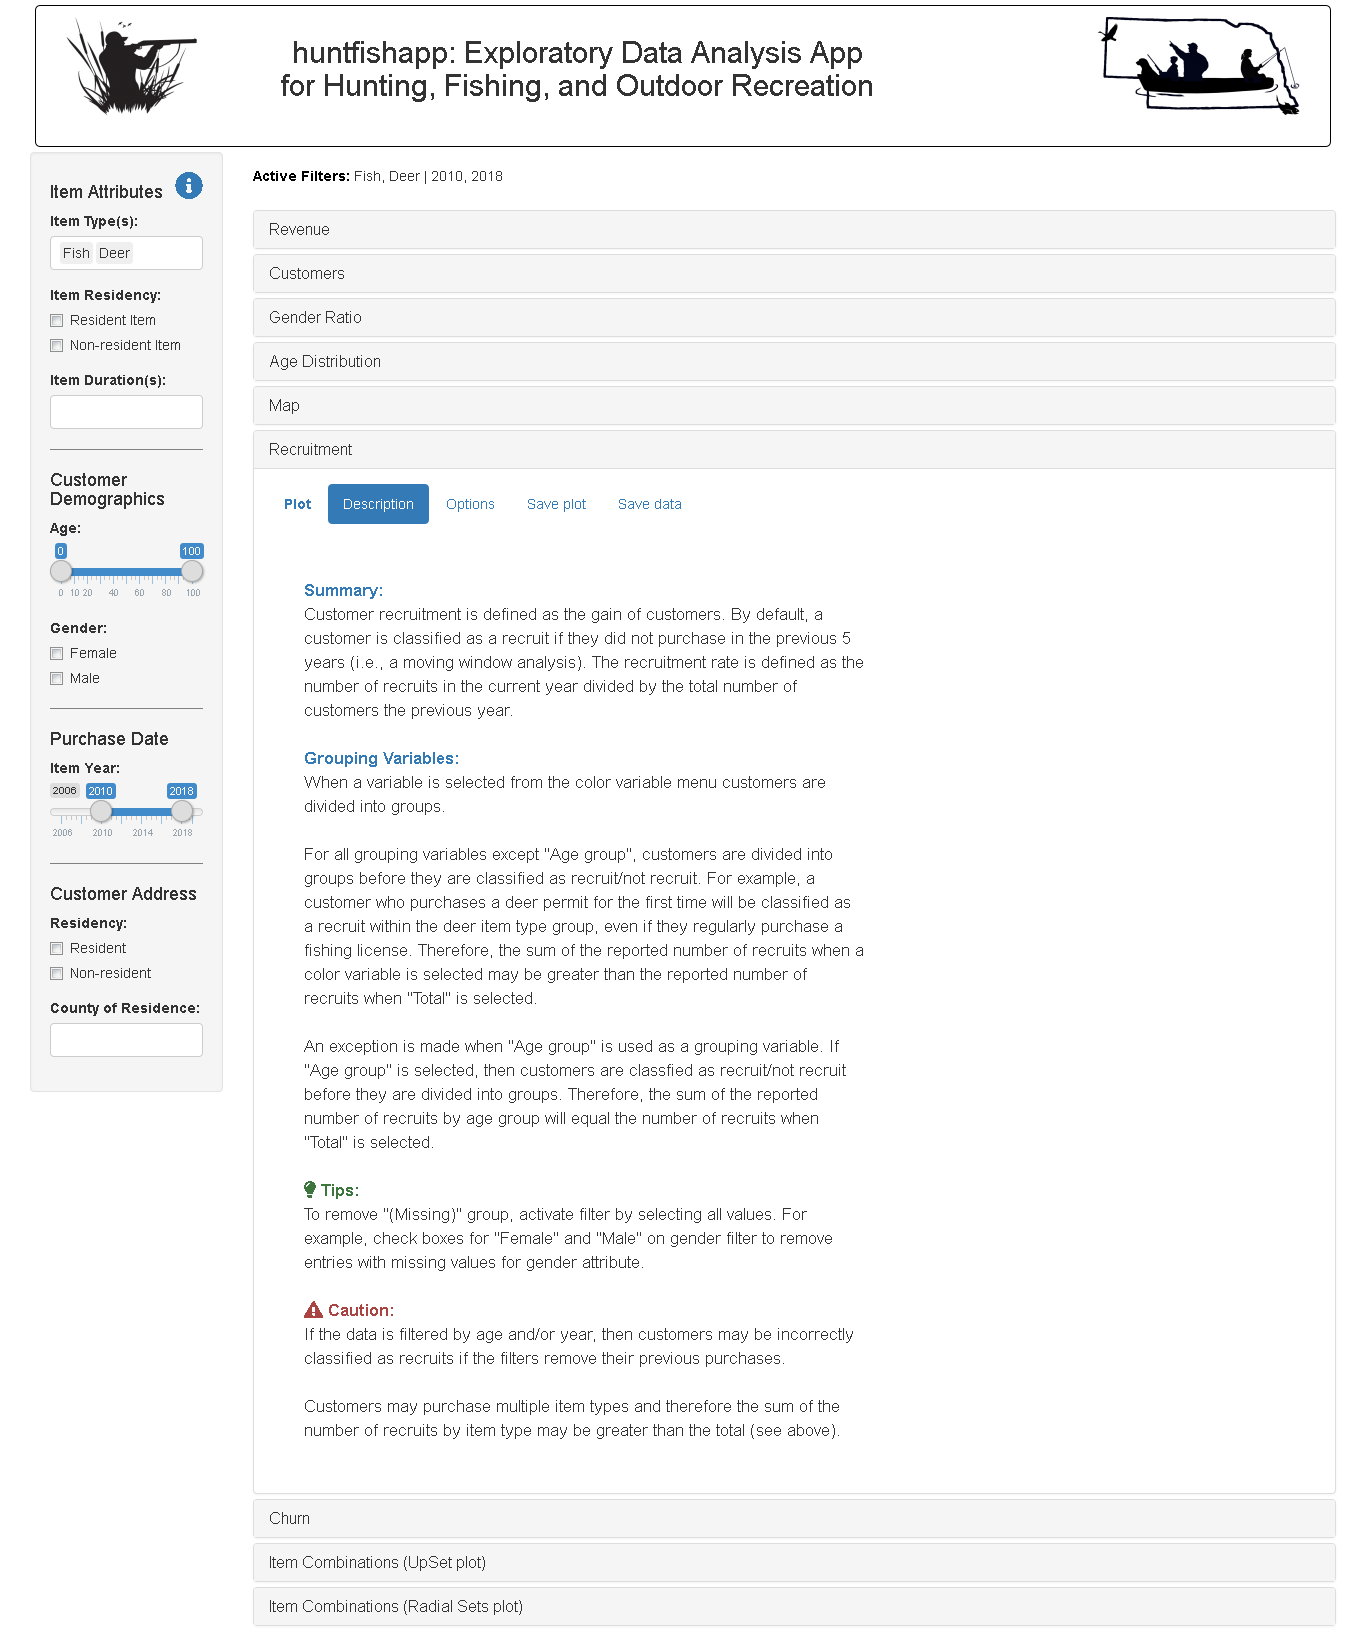 huntfishapp: Exploratory Data Analysis App
for Hunting, Fishing, and Outdoor Recreation
Item Attributes
Item Type(s):
Fish Deer
Item Residency:
Resident Item
Non-resident Item
Item Duration(s):
Customer
Demographics
Age:
0 100
0 10 20 40 60 80 100
Gender:
Female
Male
Purchase Date
Item Year:
2006 2010 2018
2006 2010 2014 2018
Customer Address
Residency:
Resident
Non-resident
County of Residence:
Active Filters: Fish, Deer | 2010, 2018
Revenue
Customers
Gender Ratio
Age Distribution
Map
Recruitment
Plot Description Options Save plot Save data
Summary:
Customer recruitment is defined as the gain of customers. By default, a
customer is classified as a recruit if they did not purchase in the previous 5
years (i.e., a moving window analysis). The recruitment rate is defined as the
number of recruits in the current year divided by the total number of
customers the previous year.
Grouping Variables:
When a variable is selected from the color variable menu customers are
divided into groups.
For all grouping variables except "Age group", customers are divided into
groups before they are classified as recruit/not recruit. For example, a
customer who purchases a deer permit for the first time will be classified as
a recruit within the deer item type group, even if they regularly purchase a
fishing license. Therefore, the sum of the reported number of recruits when a
color variable is selected may be greater than the reported number of
recruits when "Total" is selected.
An exception is made when "Age group" is used as a grouping variable. If
"Age group" is selected, then customers are classfied as recruit/not recruit
before they are divided into groups. Therefore, the sum of the reported
number of recruits by age group will equal the number of recruits when
"Total" is selected.
Tips:
To remove "(Missing)" group, activate filter by selecting all values. For
example, check boxes for "Female" and "Male" on gender filter to remove
entries with missing values for gender attribute.
Caution:
If the data is filtered by age and/or year, then customers may be incorrectly
classified as recruits if the filters remove their previous purchases.
Customers may purchase multiple item types and therefore the sum of the
number of recruits by item type may be greater than the total (see above).
Churn
Item Combinations (UpSet plot)
Item Combinations (Radial Sets plot)